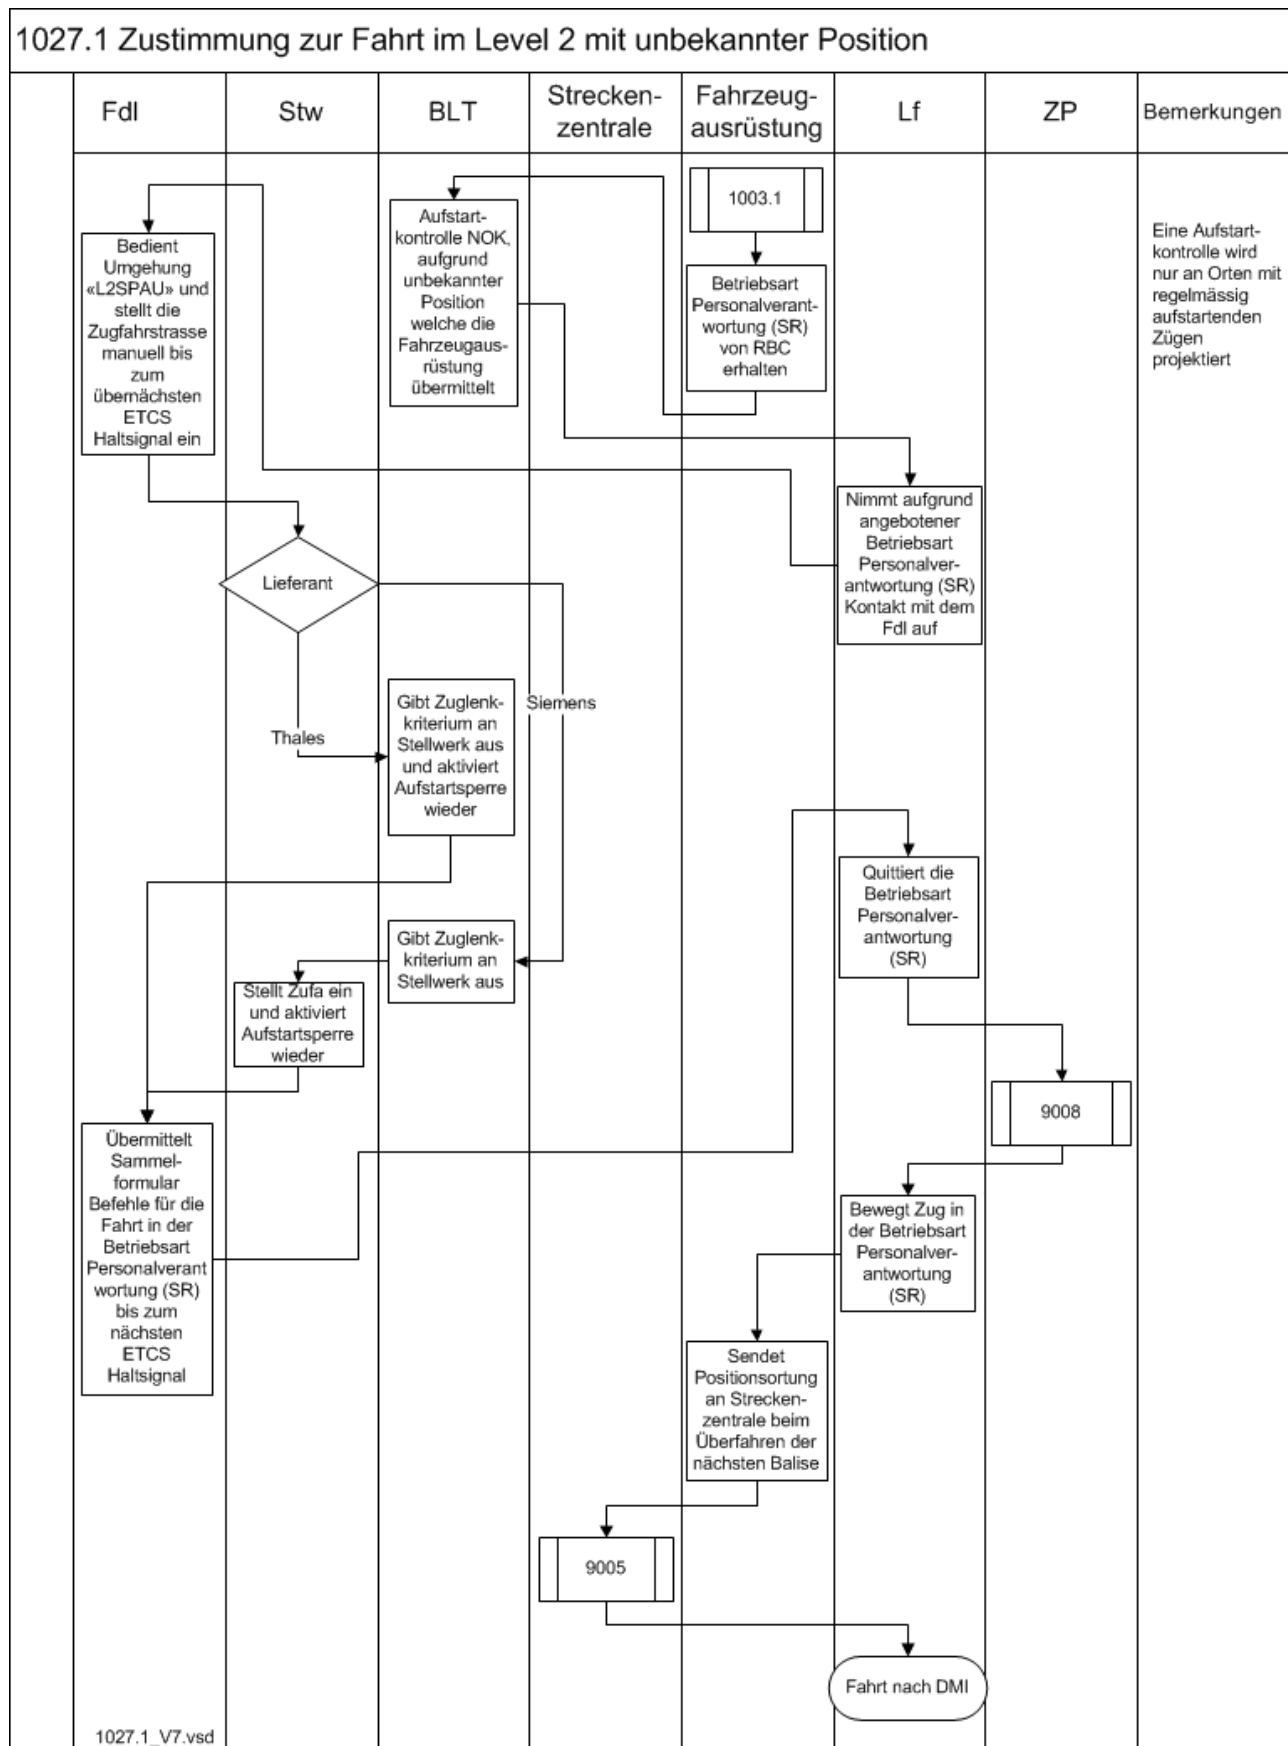 1027.1 Zustimmung zur Fahrt im Level 2 mit unbekannter Position
Fdl
Stw
BLT
Strecken-
zentrale
Fahrzeug-
ausrüstung
Lf
ZP
Bemerkungen
1003.1
Betriebsart
Personalverant-
wortung (SR)
von RBC
erhalten
Aufstart-
kontrolle NOK,
aufgrund
unbekannter
Position
welche die
Fahrzeugaus-
rüstung
übermittelt
Eine Aufstart-
kontrolle wird
nur an Orten mit
regelmässig
aufstartenden
Zügen
projektiert
Nimmt aufgrund
angebotener
Betriebsart
Personalver-
antwortung (SR)
Kontakt mit dem
Fdl auf
Bedient
Umgehung
«L2SPAU» und
stellt die
Zugfahrstrasse
manuell bis
zum
übernächsten
ETCS
Haltsignal ein
Lieferant
Thales
Siemens
Gibt Zuglenk-
kriterium an
Stellwerk aus
und aktiviert
Aufstartsperre
wieder
Gibt Zuglenk-
kriterium an
Stellwerk aus
Stellt Zufa ein
und aktiviert
Aufstartsperre
wieder
Übermittelt
Sammel-
formular
Befehle für die
Fahrt in der
Betriebsart
Personalverant
wortung (SR)
bis zum
nächsten
ETCS
Haltsignal
Quittiert die
Betriebsart
Personalver-
antwortung
(SR)
9008
Bewegt Zug in
der Betriebsart
Personalver-
antwortung
(SR)
Sendet
Positionsortung
an Strecken-
zentrale beim
Überfahren der
nächsten Balise
9005
Fahrt nach DMI
1027.1_V7.vsd